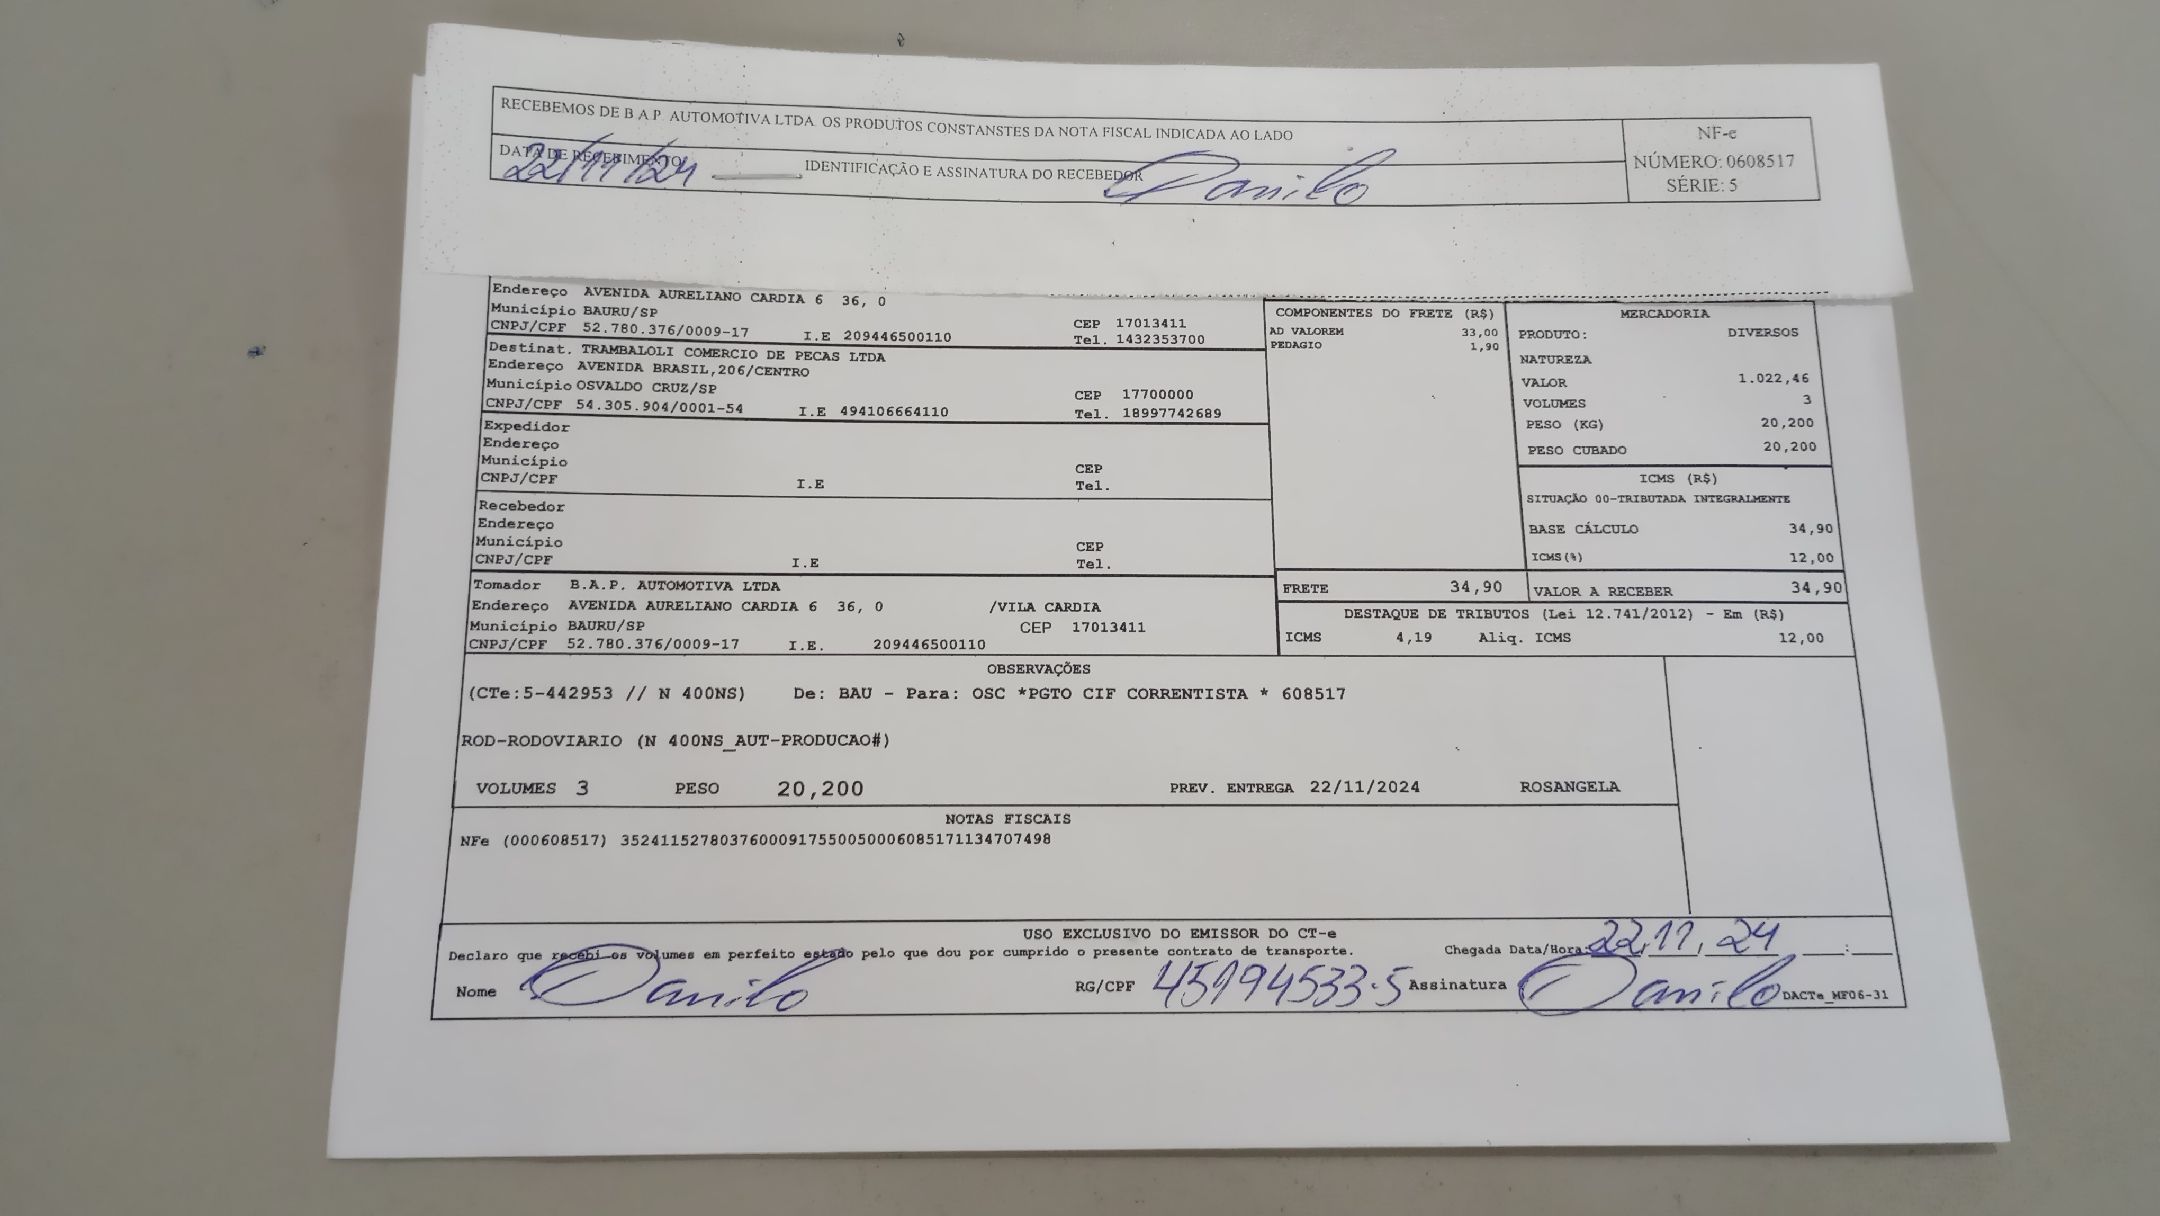 RECEBEMOS DE B A P. AUTOMOTIVA LTDA. OS PRODUTOS CONSTANSTES DA NOTA FISCAL INDICADA AO LADO
DATA DE RECEBIMENTO 22/11/24 IDENTIFICAÇÃO E ASSINATURA DO RECEBEDOR Danilo
NF-e
NÚMERO: 0608517
SÉRIE: 5
Endereço AVENIDA AURELIANO CARDIA 6 36, 0
Município BAURU/SP CEP 17013411
CNPJ/CPF 52.780.376/0009-17 I.E 209446500110 Tel. 1432353700
Destinat. TRAMBALOLI COMERCIO DE PECAS LTDA
Endereço AVENIDA BRASIL,206/CENTRO
Município OSVALDO CRUZ/SP CEP 17700000
CNPJ/CPF 54.305.904/0001-54 I.E 494106664110 Tel. 18997742689
Expedidor
Endereço
Município CEP
CNPJ/CPF I.E Tel.
Recebedor
Endereço
Município CEP
CNPJ/CPF I.E Tel.
Tomador B.A.P. AUTOMOTIVA LTDA
Endereço AVENIDA AURELIANO CARDIA 6 36, 0 /VILA CARDIA
Município BAURU/SP CEP 17013411
CNPJ/CPF 52.780.376/0009-17 I.E. 209446500110
COMPONENTES DO FRETE (R$)
AD VALOREM 33,00
PEDAGIO 1,90
FRETE 34,90
MERCADORIA
PRODUTO: DIVERSOS
NATUREZA
VALOR 1.022,46
VOLUMES 3
PESO (KG) 20,200
PESO CUBADO 20,200
ICMS (R$)
SITUAÇÃO 00-TRIBUTADA INTEGRALMENTE
BASE CÁLCULO 34,90
ICMS(%) 12,00
VALOR A RECEBER 34,90
DESTAQUE DE TRIBUTOS (Lei 12.741/2012) - Em (R$)
ICMS 4,19 Aliq. ICMS 12,00
OBSERVAÇÕES
(CTe:5-442953 // N 400NS) De: BAU - Para: OSC *PGTO CIF CORRENTISTA * 608517
ROD-RODOVIARIO (N 400NS_AUT-PRODUCAO#)
VOLUMES 3 PESO 20,200 PREV. ENTREGA 22/11/2024 ROSANGELA
NOTAS FISCAIS
NFe (000608517) 35241152780376000917550050006085171134707498
USO EXCLUSIVO DO EMISSOR DO CT-e
Declaro que recebi os volumes em perfeito estado pelo que dou por cumprido o presente contrato de transporte. Chegada Data/Hora: 22,11,24 __:__
Nome Danilo RG/CPF 45194533-5 Assinatura Danilo DACTe_MF06-31